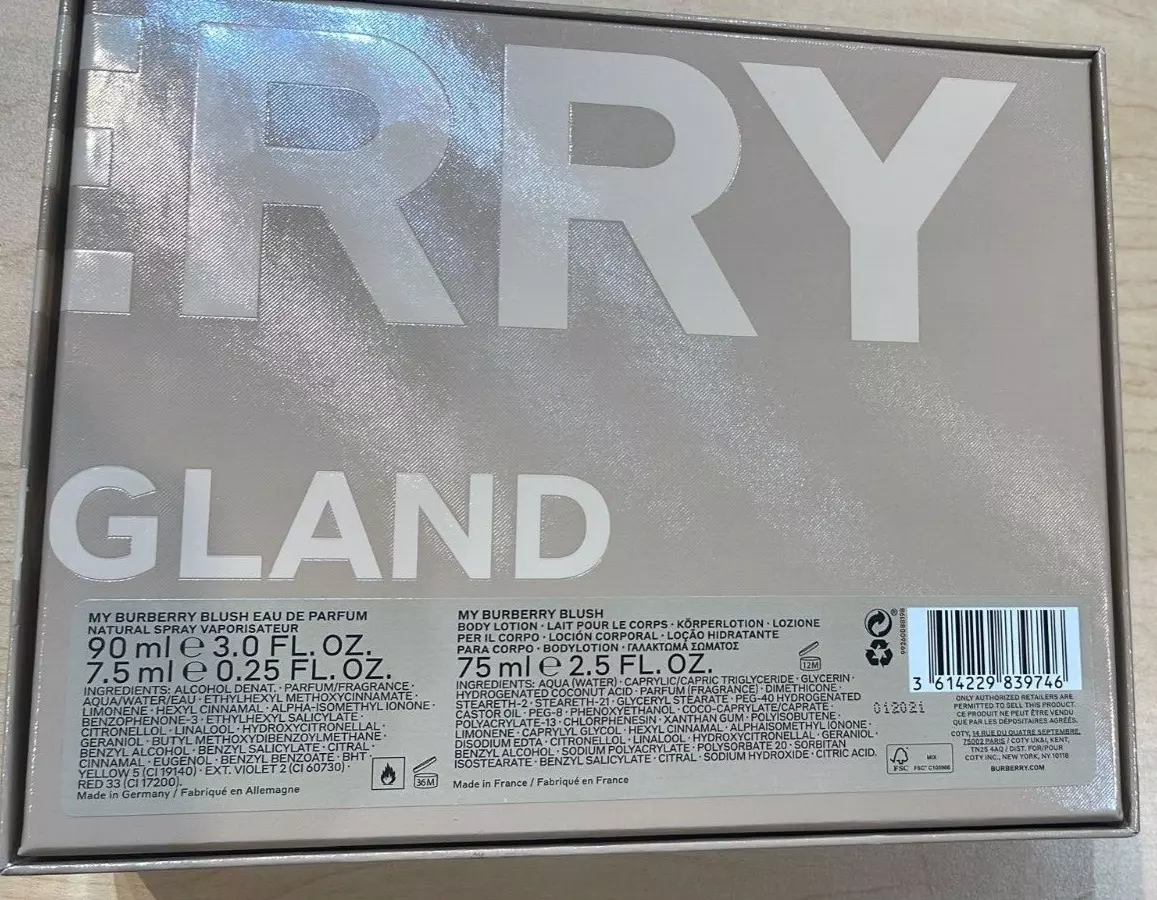 ERRY
GLAND
MY BURBERRY BLUSH EAU DE PARFUM
NATURAL SPRAY VAPORISATEUR
90 ml e 3.0 FL. OZ.
7.5 ml e 0.25 FL. OZ.
INGREDIENTS: ALCOHOL DENAT. · PARFUM/FRAGRANCE ·
AQUA/WATER/EAU · ETHYLHEXYL METHOXYCINNAMATE ·
LIMONENE · HEXYL CINNAMAL · ALPHA-ISOMETHYL IONONE ·
BENZOPHENONE-3 · ETHYLHEXYL SALICYLATE ·
CITRONELLOL · LINALOOL · HYDROXYCITRONELLAL ·
GERANIOL · BUTYL METHOXYDIBENZOYLMETHANE ·
BENZYL ALCOHOL · BENZYL SALICYLATE · CITRAL ·
CINNAMAL · EUGENOL · BENZYL BENZOATE · BHT ·
YELLOW 5 (CI 19140) · EXT. VIOLET 2 (CI 60730) ·
RED 33 (CI 17200).
Made in Germany / Fabriqué en Allemagne
36M
MY BURBERRY BLUSH
BODY LOTION · LAIT POUR LE CORPS · KÖRPERLOTION · LOZIONE
PER IL CORPO · LOCIÓN CORPORAL · LOÇÃO HIDRATANTE
PARA CORPO · BODYLOTION · ΓΑΛΑΚΤΩΜΑ ΣΩΜΑΤΟΣ
75 ml e 2.5 FL. OZ.
12M
INGREDIENTS: AQUA (WATER) · CAPRYLIC/CAPRIC TRIGLYCERIDE · GLYCERIN ·
HYDROGENATED COCONUT ACID · PARFUM (FRAGRANCE) · DIMETHICONE ·
STEARETH-2 · STEARETH-21 · GLYCERYL STEARATE · PEG-40 HYDROGENATED
CASTOR OIL · PEG-8 · PHENOXYETHANOL · COCO-CAPRYLATE/CAPRATE ·
POLYACRYLATE-13 · CHLORPHENESIN · XANTHAN GUM · POLYISOBUTENE ·
LIMONENE · CAPRYLYL GLYCOL · HEXYL CINNAMAL · ALPHA-ISOMETHYL IONONE ·
DISODIUM EDTA · CITRONELLOL · LINALOOL · HYDROXYCITRONELLAL · GERANIOL ·
BENZYL ALCOHOL · SODIUM POLYACRYLATE · POLYSORBATE 20 · SORBITAN
ISOSTEARATE · BENZYL SALICYLATE · CITRAL · SODIUM HYDROXIDE · CITRIC ACID.
Made in France / Fabriqué en France
3 614229 839746
012021
ONLY AUTHORIZED RETAILERS ARE
PERMITTED TO SELL THIS PRODUCT.
CE PRODUIT NE PEUT ÊTRE VENDU
QUE PAR LES DÉPOSITAIRES AGRÉÉS.
COTY, 14 RUE DU QUATRE SEPTEMBRE,
75002 PARIS / COTY UK&I, KENT,
TN25 4AQ / DIST. FOR/POUR
COTY INC., NEW YORK, NY 10118
BURBERRY.COM
FSC
MIX
FSC® C103966